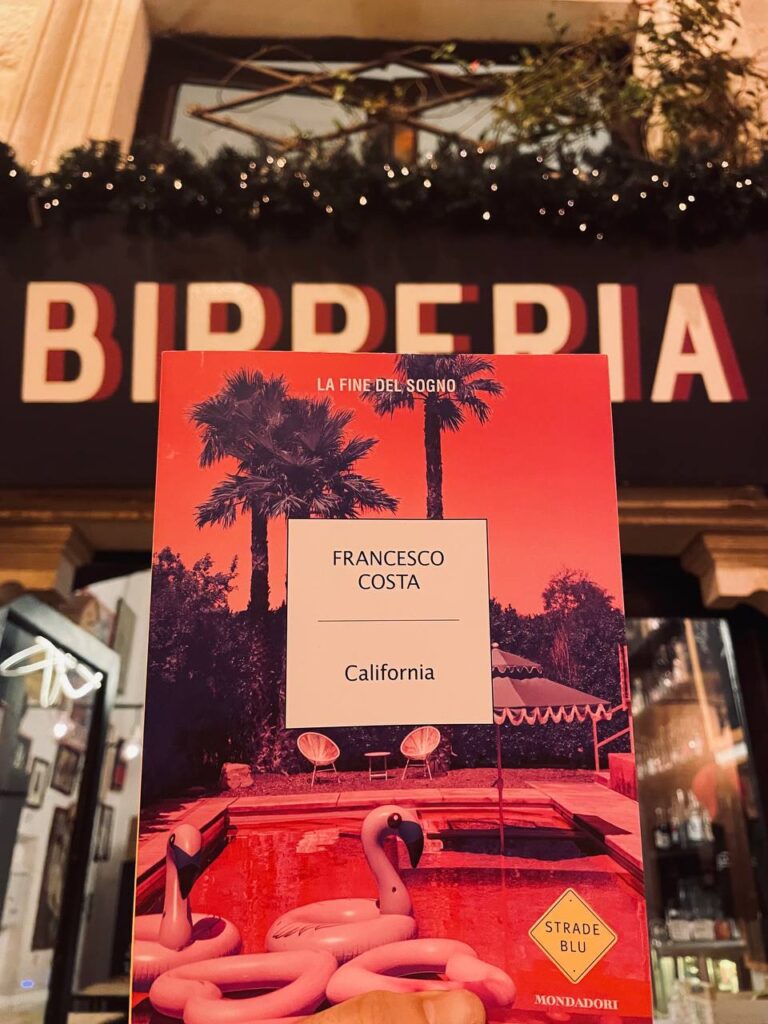 BIRRERIA
LA FINE DEL SOGNO
FRANCESCO
COSTA
California
STRADE
BLU
MONDADORI